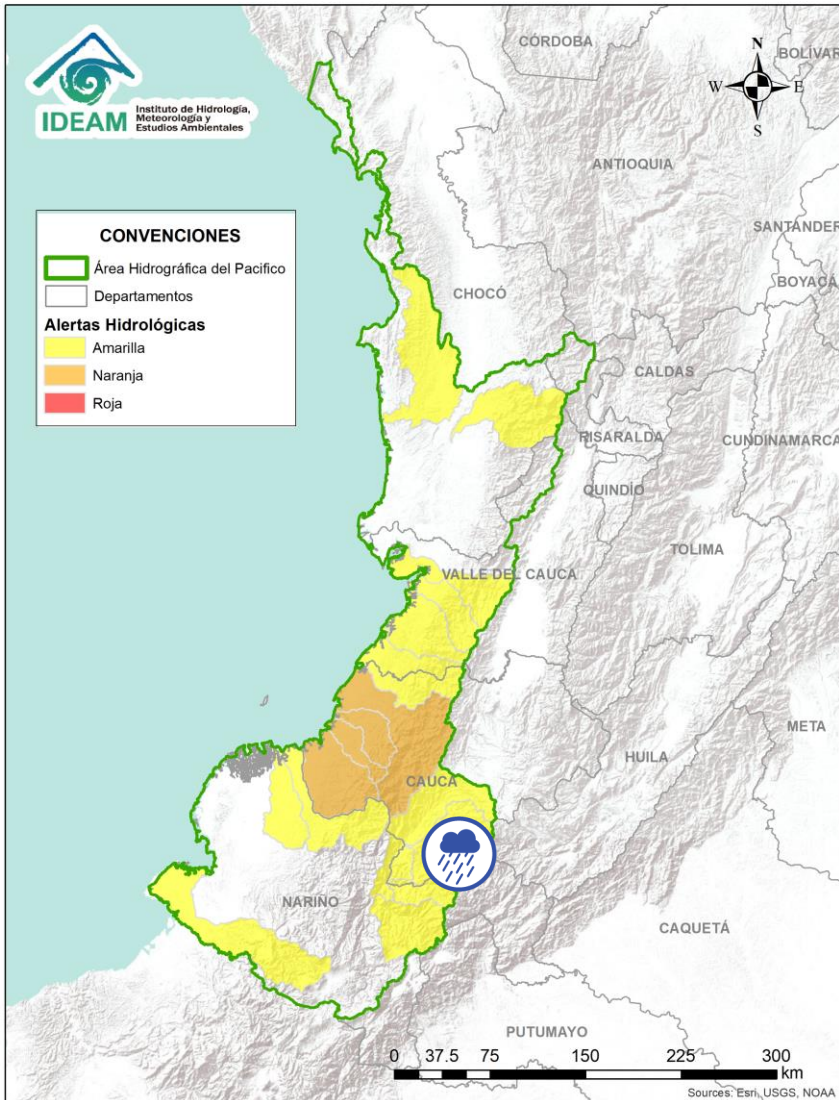 IDEAM
Instituto de Hidrología,
Meteorología y
Estudios Ambientales
CÓRDOBA
BOLÍVAR
N
W
E
S
ANTIOQUIA
SANTANDER
BOYACÁ
CONVENCIONES
Área Hidrográfica del Pacifico
Departamentos
Alertas Hidrológicas
Amarilla
Naranja
Roja
CHOCÓ
CALDAS
RISARALDA
CUNDINAMARCA
QUINDÍO
TOLIMA
VALLE DEL CAUCA
META
HUILA
CAUCA
NARIÑO
CAQUETÁ
PUTUMAYO
0 37.5 75 150 225 300
km
Sources: Esri, USGS, NOAA